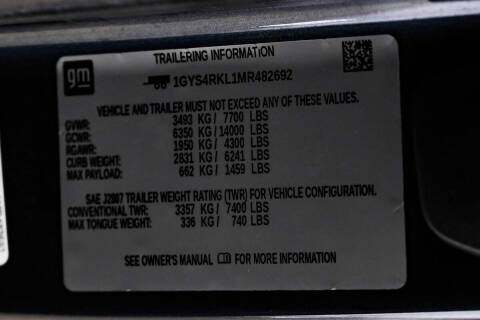 TRAILERING INFORMATION
gm
1GYS4RKL1MR482692
VEHICLE AND TRAILER MUST NOT EXCEED ANY OF THESE VALUES.
GVWR: 3493 KG / 7700 LBS
GCWR: 6350 KG / 14000 LBS
RGAWR: 1950 KG / 4300 LBS
CURB WEIGHT: 2831 KG / 6241 LBS
MAX PAYLOAD: 662 KG / 1459 LBS
SAE J2807 TRAILER WEIGHT RATING (TWR) FOR VEHICLE CONFIGURATION.
CONVENTIONAL TWR: 3357 KG / 7400 LBS
MAX TONGUE WEIGHT: 336 KG / 740 LBS
SEE OWNER'S MANUAL FOR MORE INFORMATION